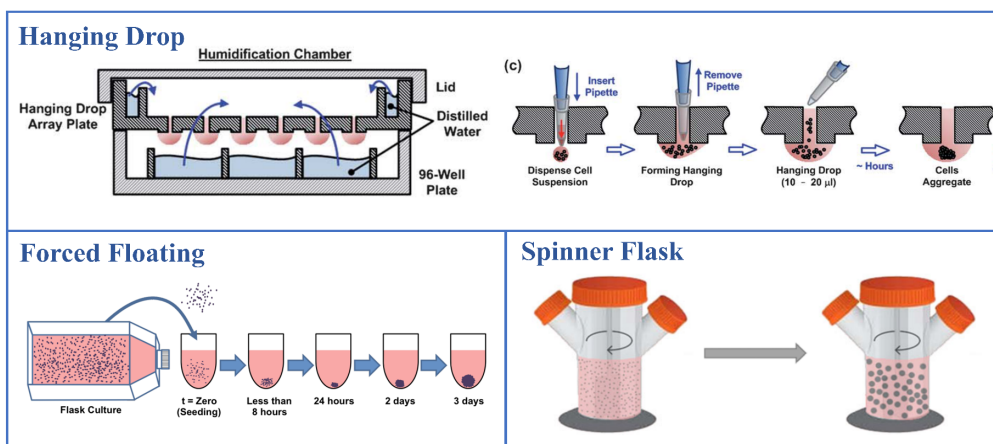 Hanging Drop
Humidification Chamber
Lid
Hanging Drop
Array Plate
Distilled
Water
96-Well
Plate
(c)
Insert
Pipette
Remove
Pipette
Dispense Cell
Suspension
Forming Hanging
Drop
Hanging Drop
(10 - 20 µl)
~ Hours
Cells
Aggregate
Forced Floating
Flask Culture
t = Zero
(Seeding)
Less than
8 hours
24 hours
2 days
3 days
Spinner Flask